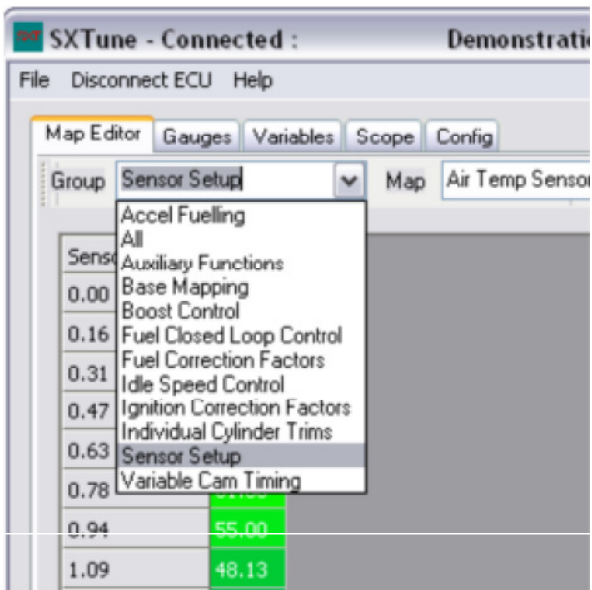 SXTune - Connected : Demonstratio
File Disconnect ECU Help
Map Editor Gauges Variables Scope Config
Group Sensor Setup Map Air Temp Sensor
Accel Fuelling
All
Auxiliary Functions
Base Mapping
Boost Control
Fuel Closed Loop Control
Fuel Correction Factors
Idle Speed Control
Ignition Correction Factors
Individual Cylinder Trims
Sensor Setup
Variable Cam Timing
Senso
0.00
0.16
0.31
0.47
0.63
0.78
0.94 55.00
1.09 48.13